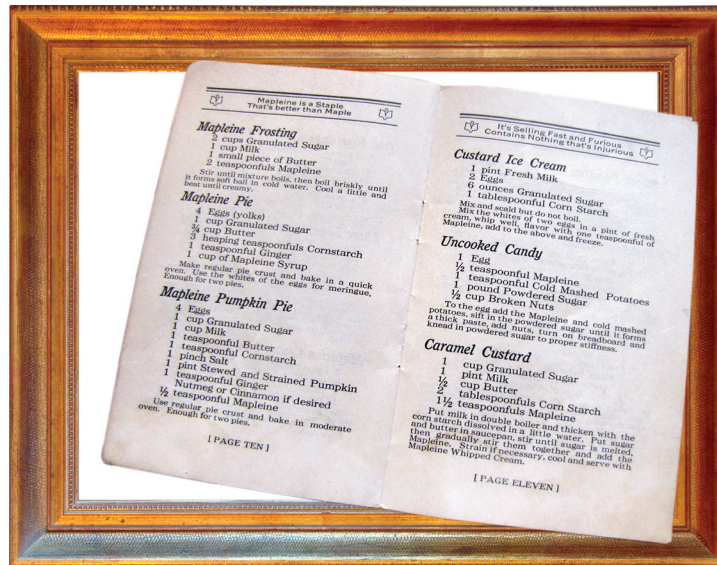 Mapleine is a Staple
That's better than Maple
Mapleine Frosting
2 cups Granulated Sugar
1 cup Milk
1 small piece of Butter
2 teaspoonfuls Mapleine
Stir until mixture boils, then boil briskly until
it forms soft ball in cold water. Cool a little and
beat until creamy.
Mapleine Pie
4 Eggs (yolks)
1 cup Granulated Sugar
¾ cup Butter
3 heaping teaspoonfuls Cornstarch
1 teaspoonful Ginger
1 cup of Mapleine Syrup
Make regular pie crust and bake in a quick
oven. Use the whites of the eggs for meringue,
Enough for two pies.
Mapleine Pumpkin Pie
4 Eggs
1 cup Granulated Sugar
1 cup Milk
1 teaspoonful Butter
1 teaspoonful Cornstarch
1 pinch Salt
1 pint Stewed and Strained Pumpkin
1 teaspoonful Ginger
Nutmeg or Cinnamon if desired
½ teaspoonful Mapleine
Use regular pie crust and bake in moderate
oven. Enough for two pies.
[ PAGE TEN ]
It's Selling Fast and Furious
Contains Nothing that's Injurious
Custard Ice Cream
1 pint Fresh Milk
2 Eggs
6 ounces Granulated Sugar
1 tablespoonful Corn Starch
Mix and scald but do not boil.
Mix the whites of two eggs in a pint of fresh
cream, whip well, flavor with one teaspoonful of
Mapleine, add to the above and freeze.
Uncooked Candy
1 Egg
½ teaspoonful Mapleine
1 teaspoonful Cold Mashed Potatoes
1 pound Powdered Sugar
½ cup Broken Nuts
To the egg add the Mapleine and cold mashed
potatoes, sift in the powdered sugar until it forms
a thick paste, add nuts, turn on breadboard and
knead in powdered sugar to proper stiffness.
Caramel Custard
1 cup Granulated Sugar
1 pint Milk
½ cup Butter
2 tablespoonfuls Corn Starch
1½ teaspoonfuls Mapleine
Put milk in double boiler and thicken with the
corn starch dissolved in a little water. Put sugar
and butter in saucepan, stir until sugar is melted,
then gradually stir them together and add the
Mapleine. Strain if necessary, cool and serve with
Mapleine Whipped Cream.
[ PAGE ELEVEN ]